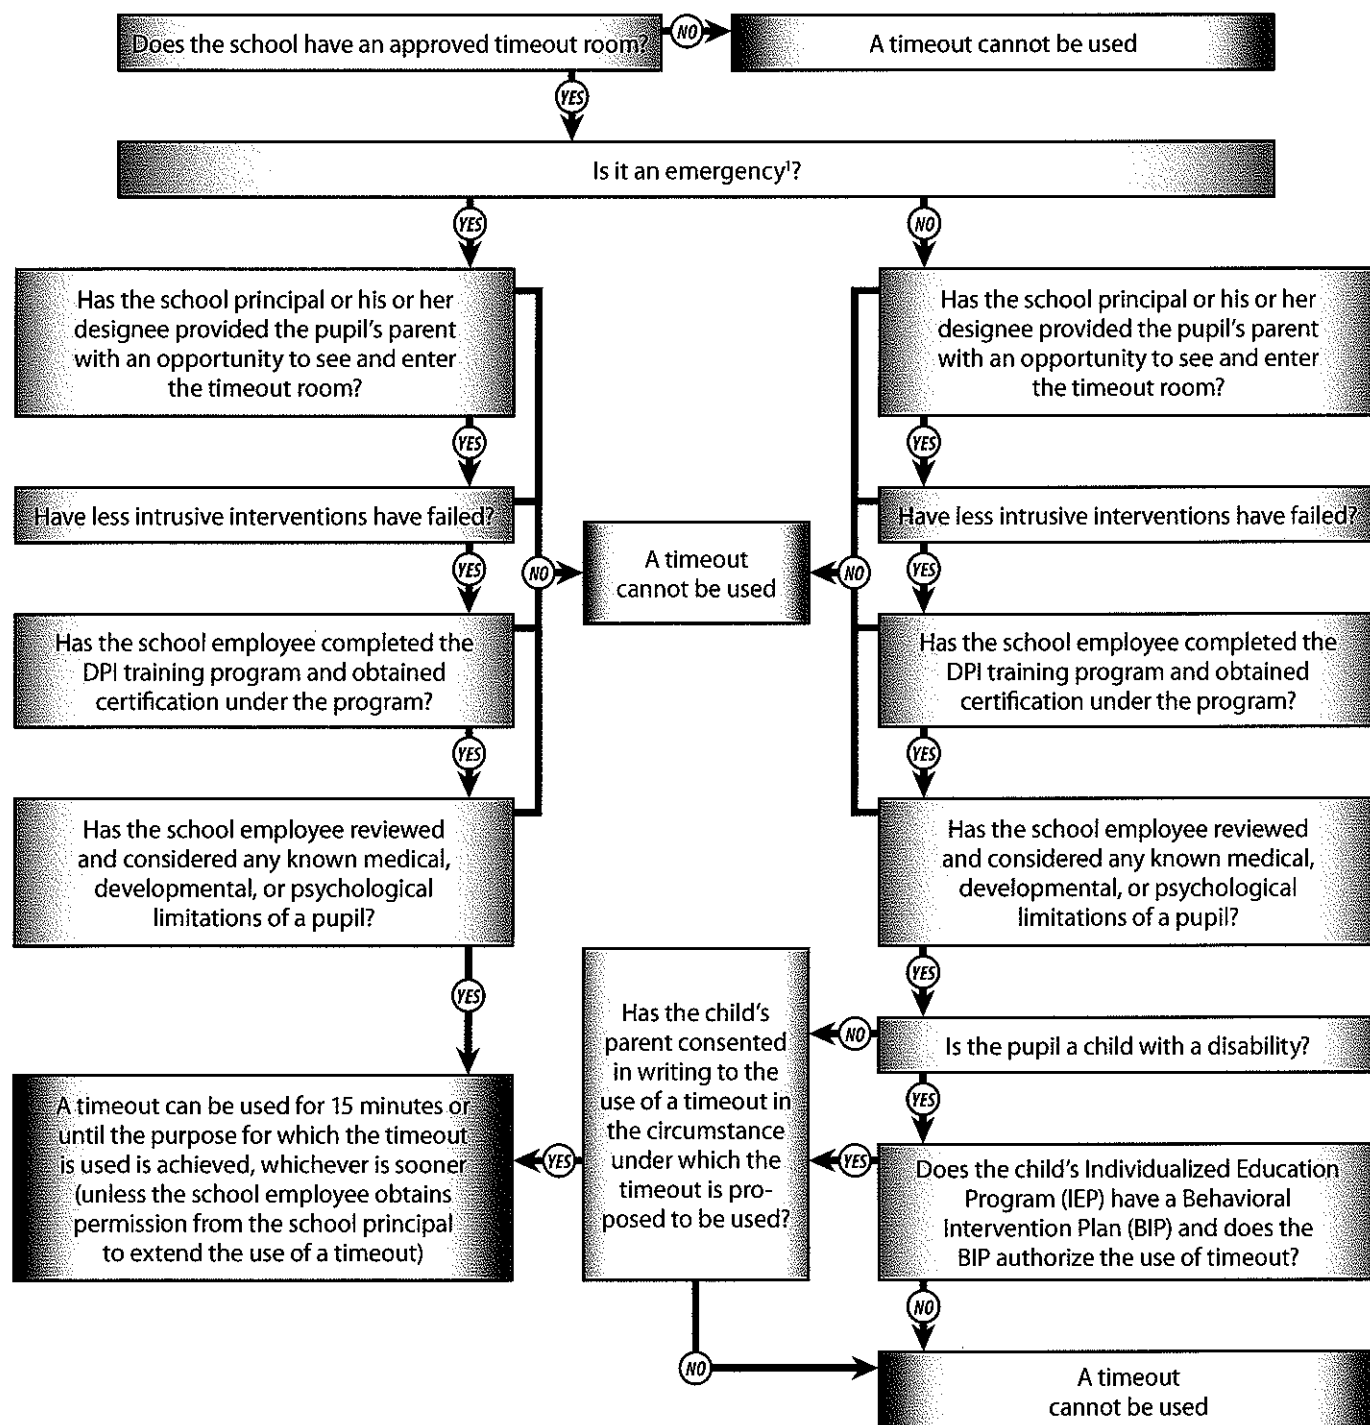 Does the school have an approved timeout room?
NO
A timeout cannot be used
YES
Is it an emergency¹?
YES
NO
Has the school principal or his or her
designee provided the pupil's parent
with an opportunity to see and enter
the timeout room?
Has the school principal or his or her
designee provided the pupil's parent
with an opportunity to see and enter
the timeout room?
YES
YES
Have less intrusive interventions have failed?
Have less intrusive interventions have failed?
A timeout
cannot be used
YES
NO
NO
YES
Has the school employee completed the
DPI training program and obtained
certification under the program?
Has the school employee completed the
DPI training program and obtained
certification under the program?
YES
YES
Has the school employee reviewed
and considered any known medical,
developmental, or psychological
limitations of a pupil?
Has the school employee reviewed
and considered any known medical,
developmental, or psychological
limitations of a pupil?
YES
YES
Has the child's
parent consented
in writing to the
use of a timeout in
the circumstance
under which the
timeout is pro-
posed to be used?
NO
Is the pupil a child with a disability?
YES
A timeout can be used for 15 minutes or
until the purpose for which the timeout
is used is achieved, whichever is sooner
(unless the school employee obtains
permission from the school principal
to extend the use of a timeout)
YES
YES
Does the child's Individualized Education
Program (IEP) have a Behavioral
Intervention Plan (BIP) and does the
BIP authorize the use of timeout?
NO
NO
A timeout
cannot be used